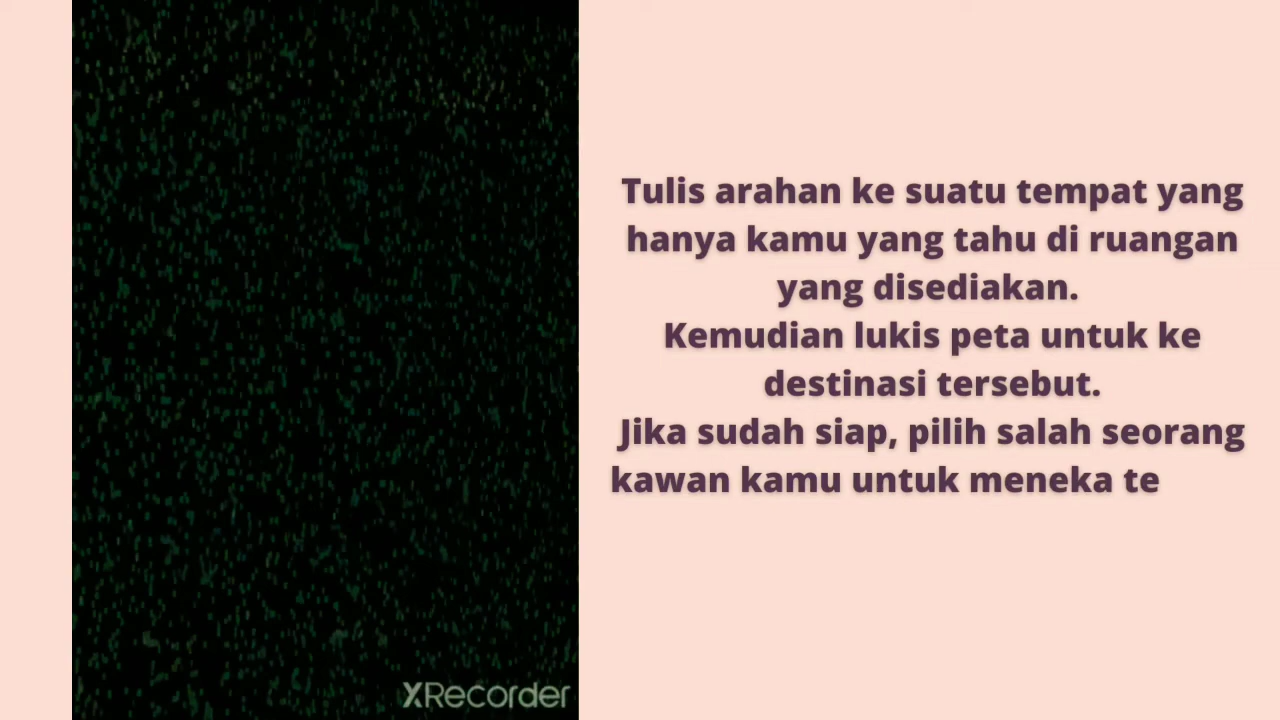 Tulis arahan ke suatu tempat yang
hanya kamu yang tahu di ruangan
yang disediakan.
Kemudian lukis peta untuk ke
destinasi tersebut.
Jika sudah siap, pilih salah seorang
kawan kamu untuk meneka te
XRecorder